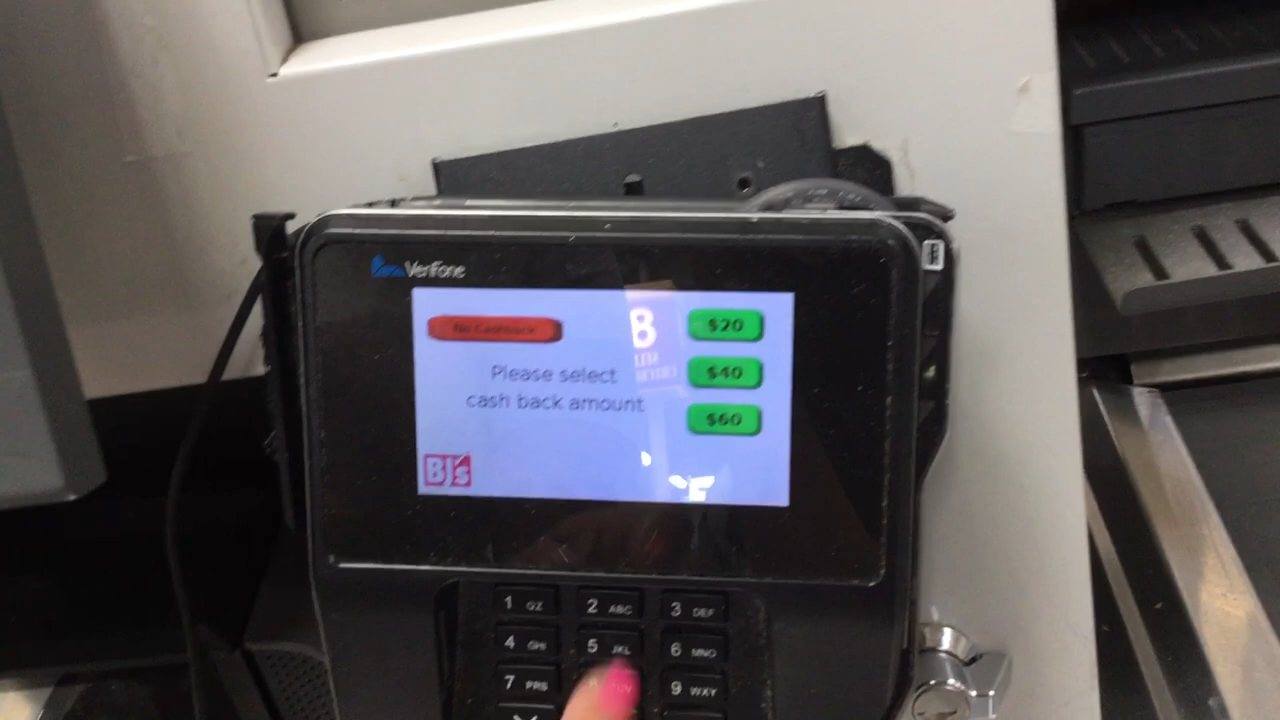 VeriFone
No Cashback
$20
Please select
cash back amount
$40
$60
BJ's
1 QZ
2 ABC
3 DEF
4 GHI
5 JKL
6 MNO
7 PRS
9 WXY